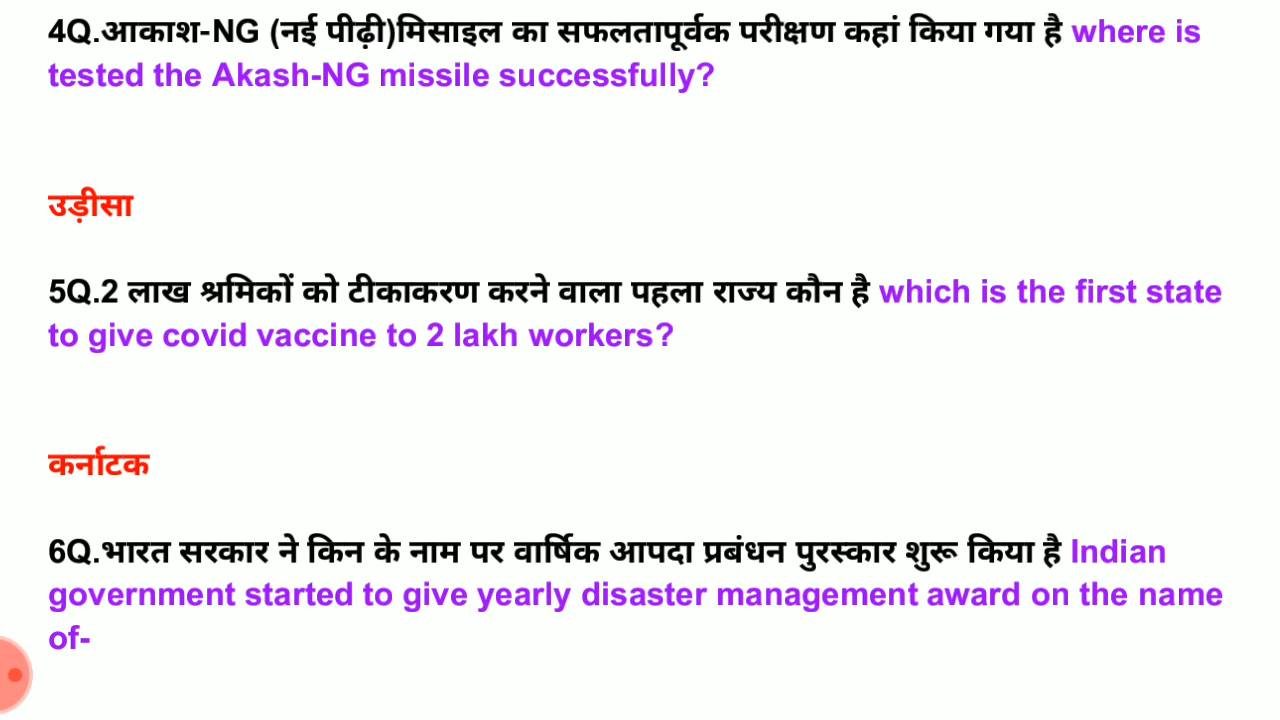 4Q.आकाश-NG (नई पीढ़ी)मिसाइल का सफलतापूर्वक परीक्षण कहां किया गया है where is
tested the Akash-NG missile successfully?
उड़ीसा
5Q.2 लाख श्रमिकों को टीकाकरण करने वाला पहला राज्य कौन है which is the first state
to give covid vaccine to 2 lakh workers?
कर्नाटक
6Q.भारत सरकार ने किन के नाम पर वार्षिक आपदा प्रबंधन पुरस्कार शुरू किया है Indian
government started to give yearly disaster management award on the name
of-